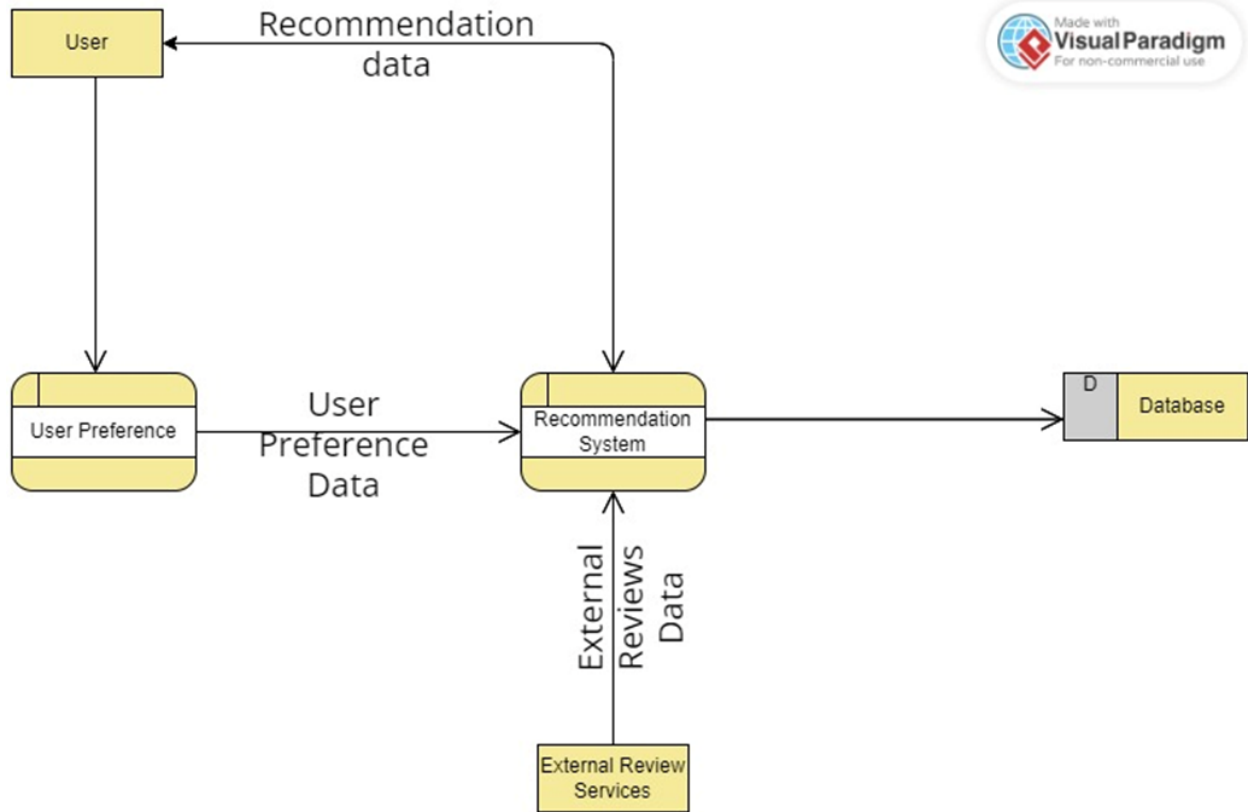 User
Recommendation
data
Made with
Visual Paradigm
For non-commercial use
User Preference
User
Preference
Data
Recommendation
System
D
Database
External
Reviews
Data
External Review
Services